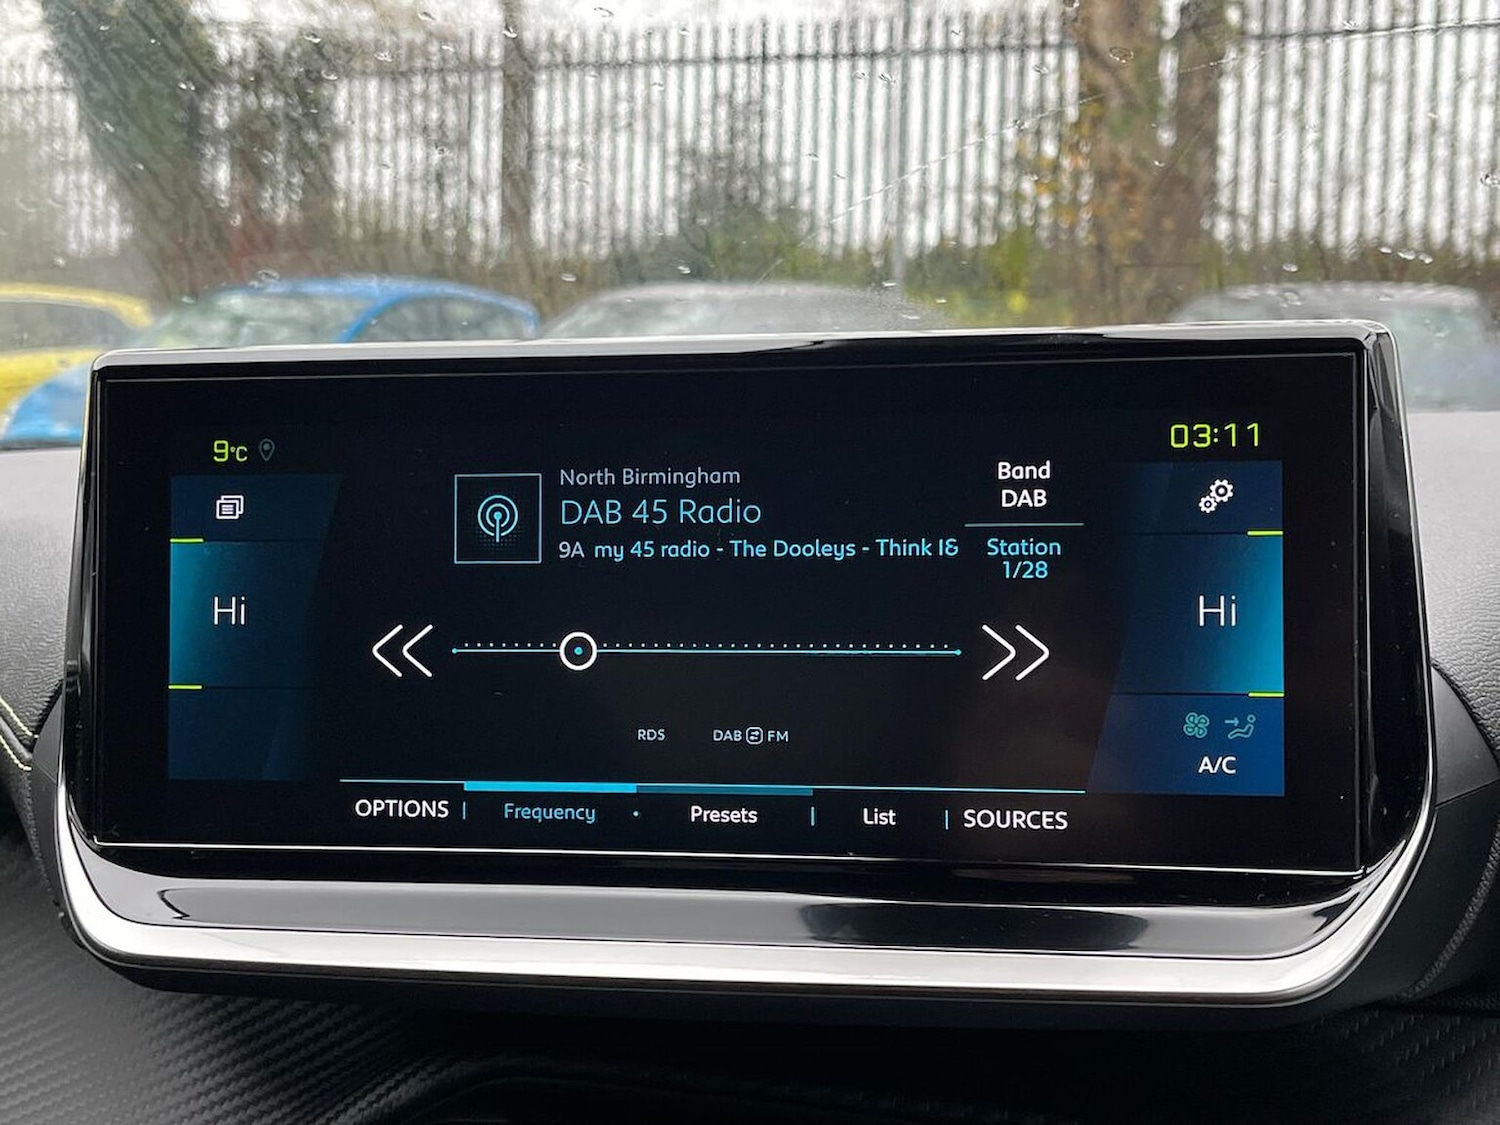 9°C
03:11
North Birmingham
DAB 45 Radio
9A my 45 radio - The Dooleys - Think I&
Band
DAB
Station
1/28
Hi
Hi
RDS
DAB FM
A/C
OPTIONS | Frequency • Presets | List | SOURCES